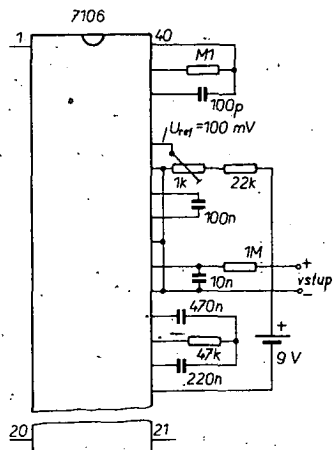 7106
1
40
M1
100p
Uref = 100 mV
1k
22k
100n
1M
+
10n
vstup
–
470n
+
47k
9 V
220n
20
21